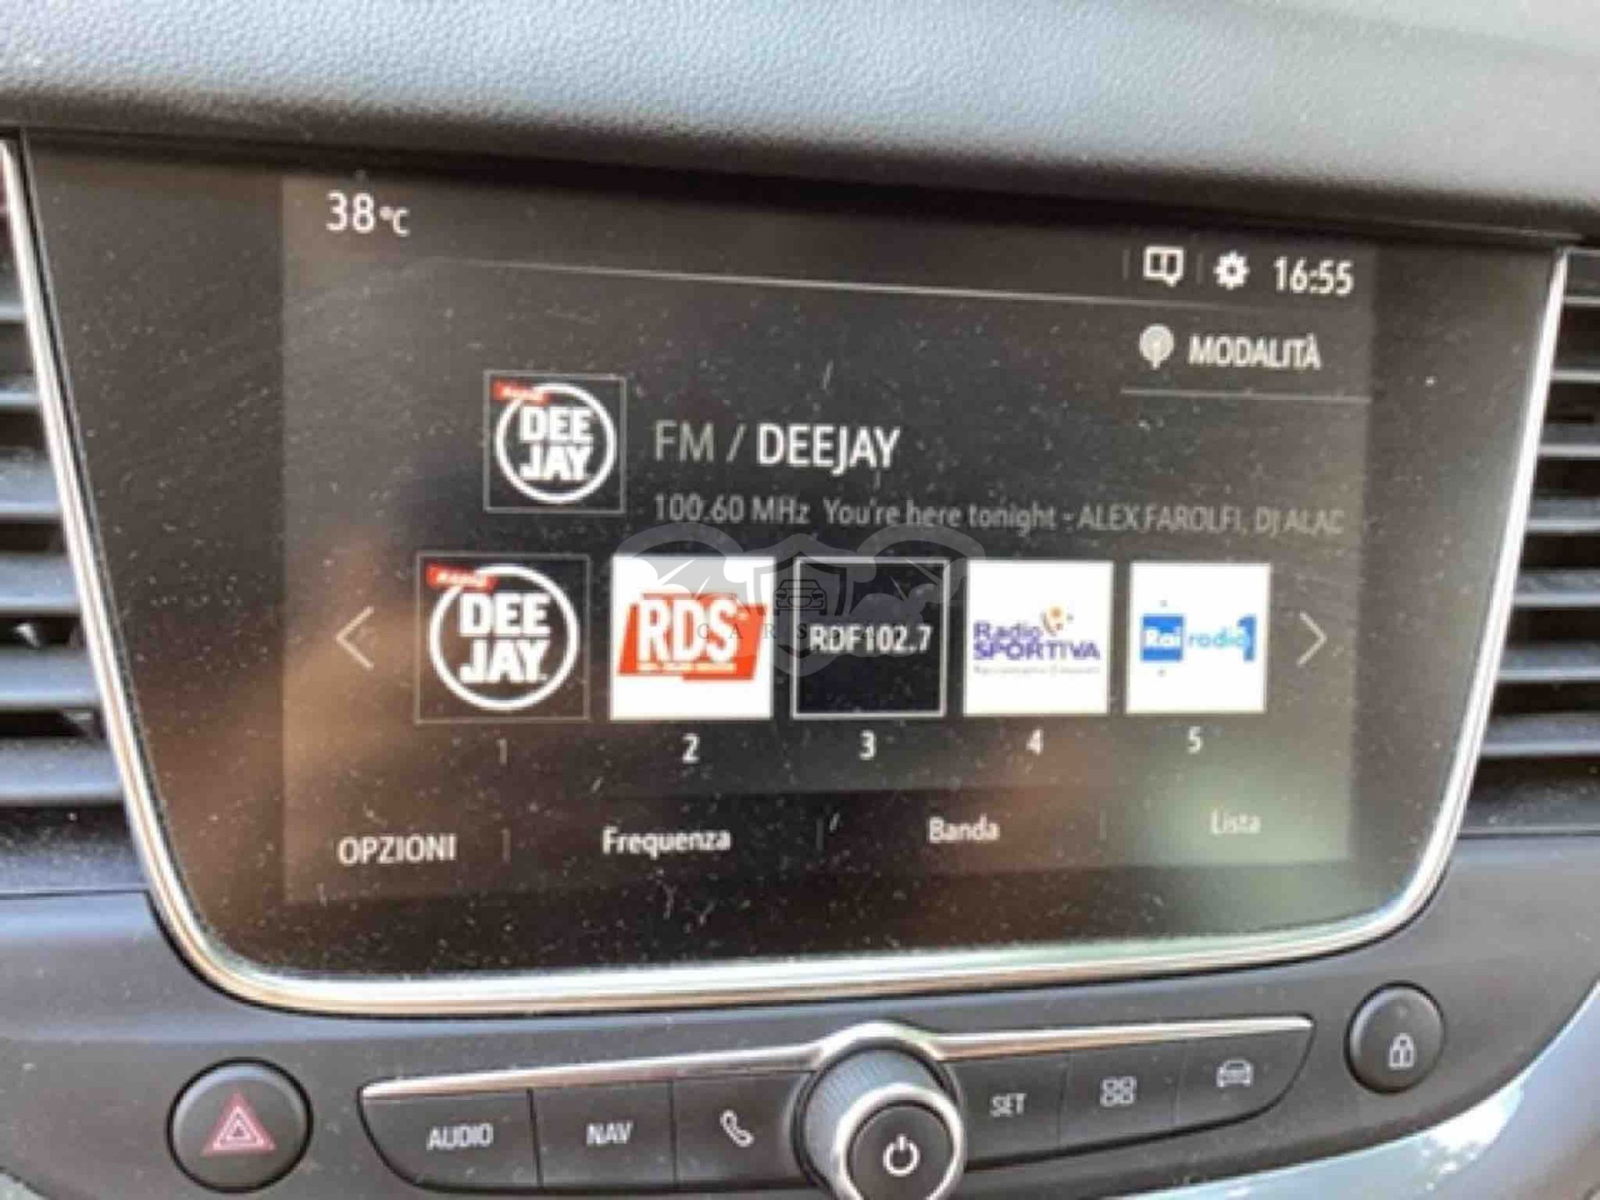 38°C
16:55
MODALITÀ
DEE JAY
FM / DEEJAY
100.60 MHz You're here tonight - ALEX FAROLFI, DJ ALAC
DEE JAY
RDS
RDF102.7
Radio SPORTIVA
Rai radio 1
1 2 3 4 5
OPZIONI Frequenza Banda Lista
AUDIO NAV SET